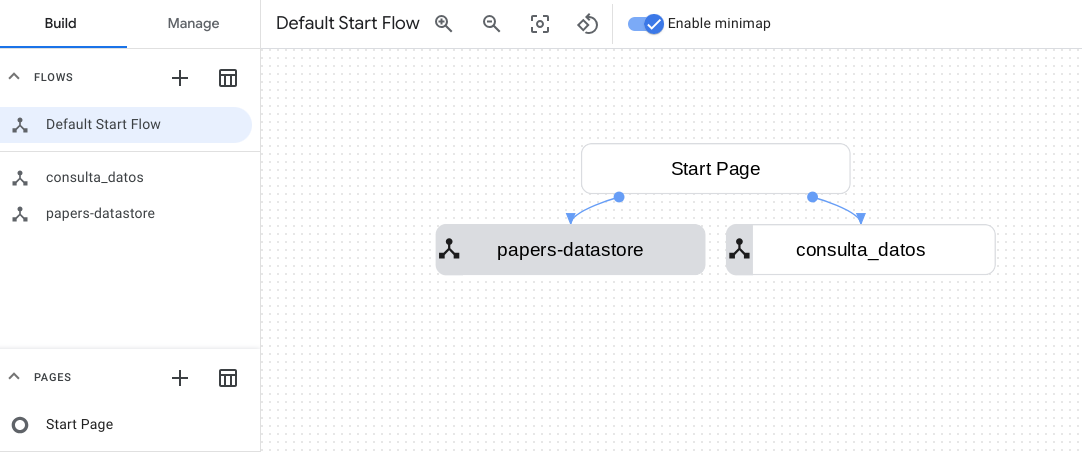 Build Manage
Default Start Flow Enable minimap
FLOWS
Default Start Flow
consulta_datos
papers-datastore
Start Page
papers-datastore consulta_datos
PAGES
Start Page